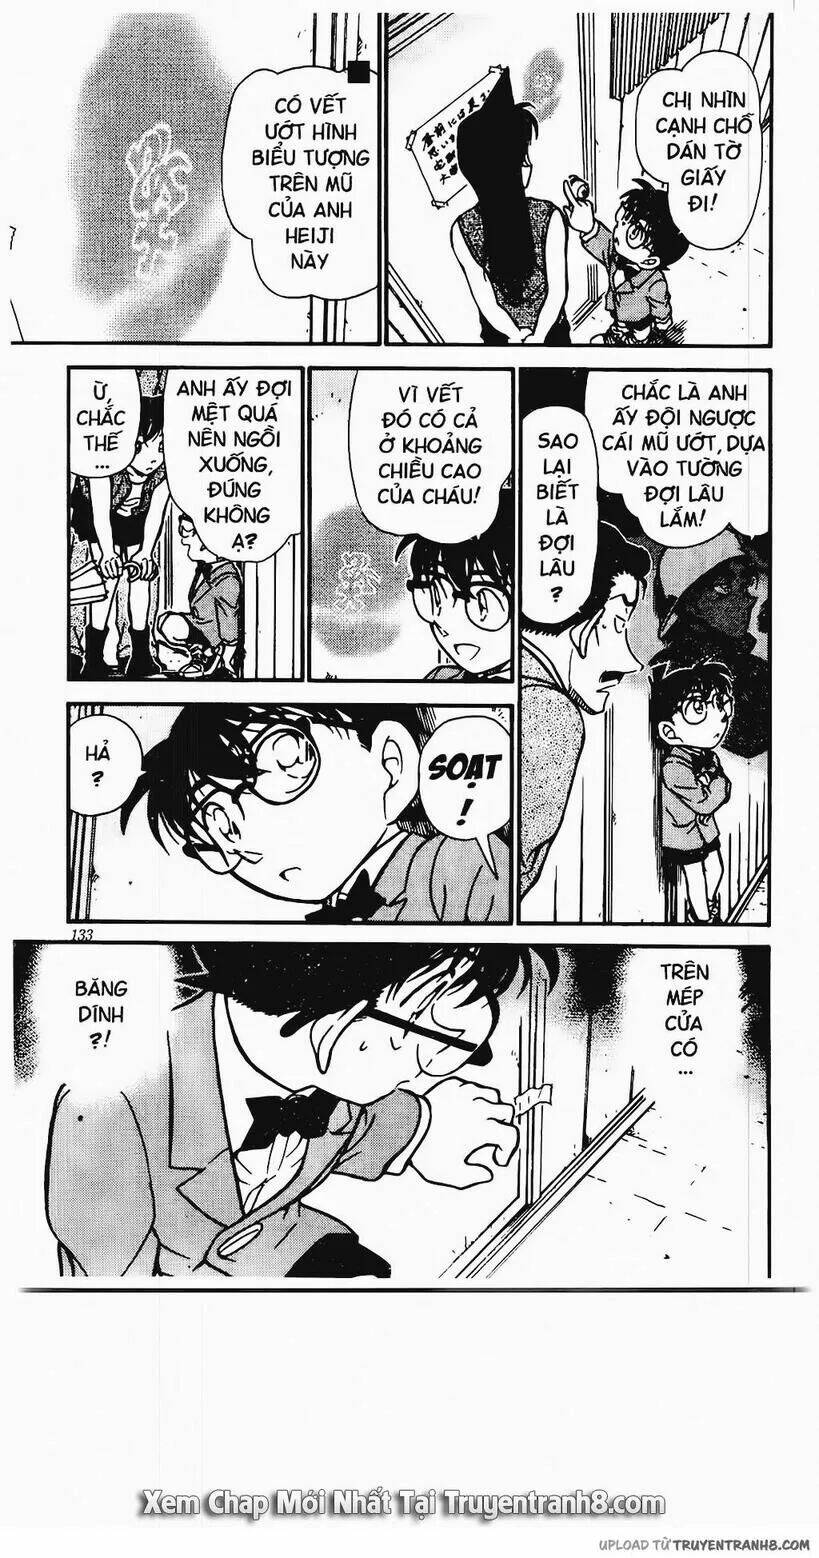 CHỊ NHÌN
CẠNH CHỖ
DÁN TỜ
GIẤY
ĐI!
CÓ VẾT
ƯỚT HÌNH
BIỂU TƯỢNG
TRÊN MŨ
CỦA ANH
HEIJI
NÀY
CHẮC LÀ ANH
ẤY ĐỘI NGƯỢC
CÁI MŨ ƯỚT, DỰA
VÀO TƯỜNG
ĐỢI LÂU
LẮM!
SAO
LẠI
BIẾT
LÀ
ĐỢI
LÂU
?
VÌ VẾT
ĐÓ CÓ CẢ
Ở KHOẢNG
CHIỀU CAO
CỦA CHÁU!
ANH ẤY ĐỢI
MỆT QUÁ
NÊN NGỒI
XUỐNG,
ĐÚNG
KHÔNG
Ạ?
Ừ,
CHẮC
THẾ
...
SOẠT
!
HẢ
?
133
TRÊN
MÉP
CỬA
CÓ
...
BĂNG
DÍNH
?!
Xem Chap Mới Nhất Tại Truyentranh8.com
UPLOAD TỪ TRUYENTRANH8.COM